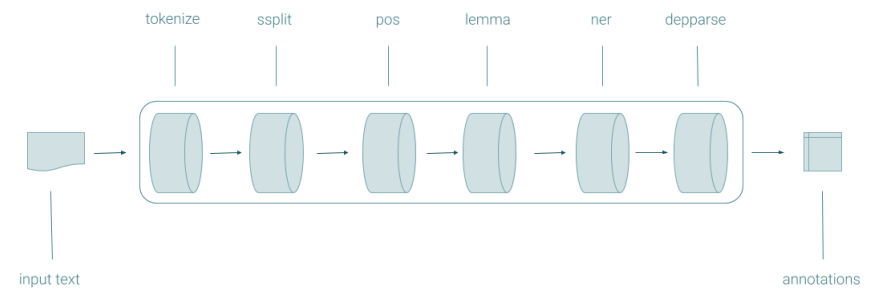 tokenize
ssplit
pos
lemma
ner
depparse
input text
annotations